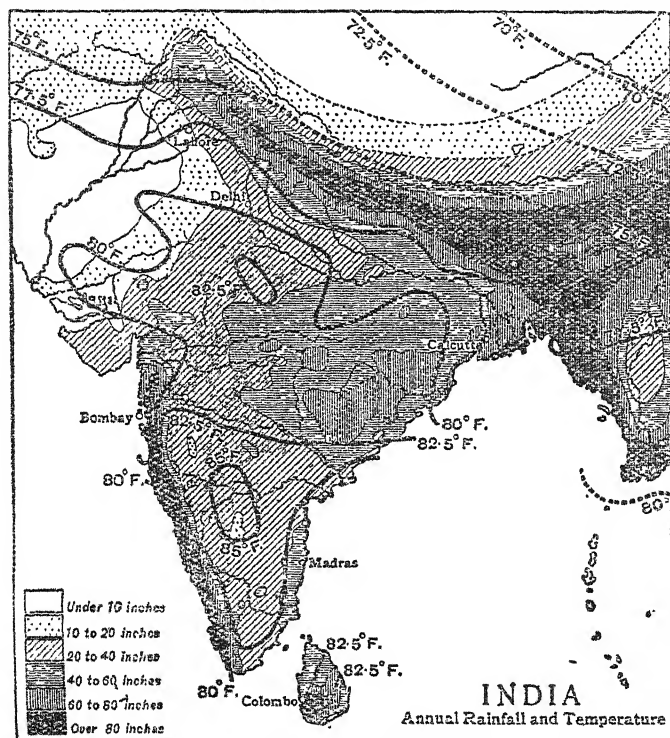 75°F.
72.5°F.
70°F.
77.5°F.
Lahore
Delhi
80°F.
82.5°
Calcutta
Bombay
82.5°F.
80°F.
82.5°F.
80°F.
85°F.
85°F.
80°
Madras
Under 10 inches
10 to 20 inches
20 to 40 inches
40 to 60 inches
60 to 80 inches
Over 80 inches
82.5°F.
82.5°F.
80°F.
Colombo
INDIA
Annual Rainfall and Temperature